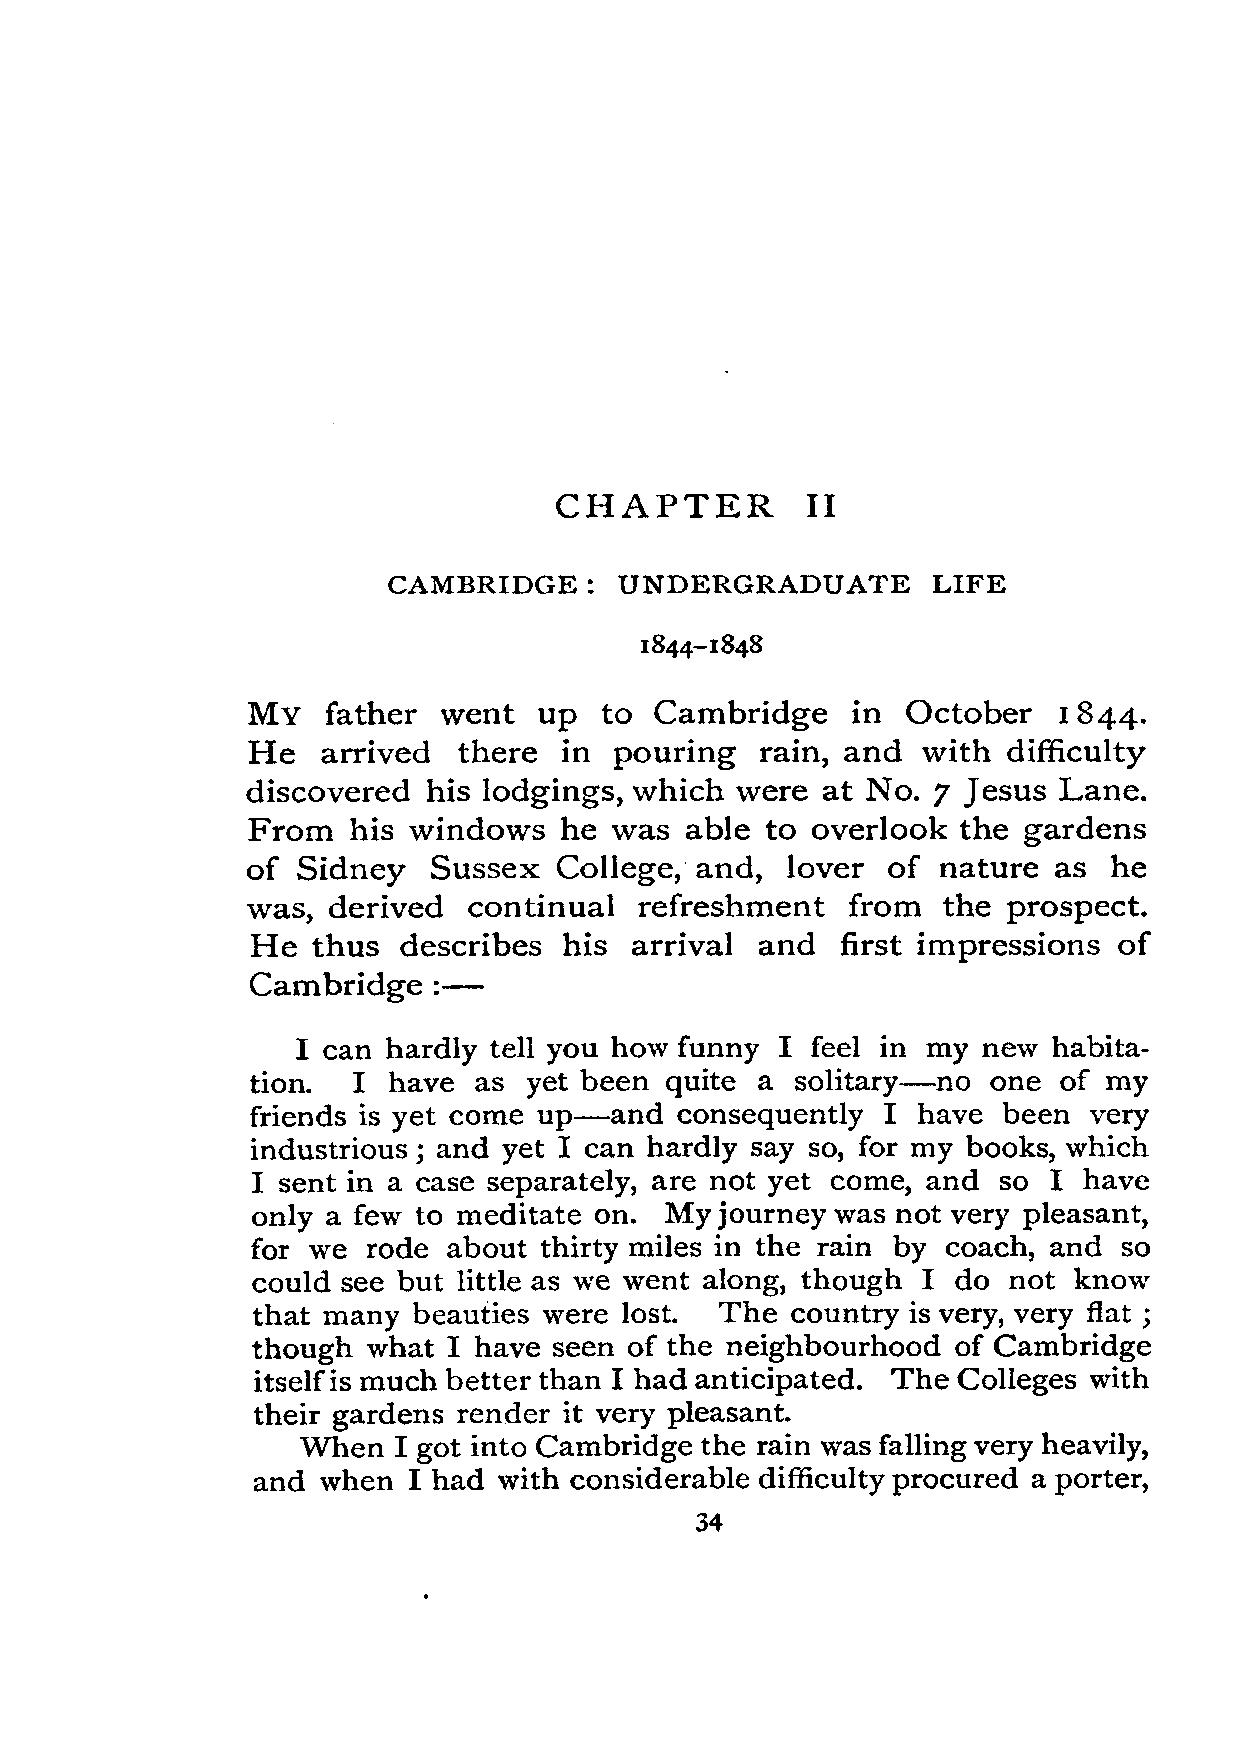 CHAPTER II
CAMBRIDGE: UNDERGRADUATE LIFE
1844-1848
MY father went up to Cambridge in October 1844.
He arrived there in pouring rain, and with difficulty
discovered his lodgings, which were at No. 7 Jesus Lane.
From his windows he was able to overlook the gardens
of Sidney Sussex College, and, lover of nature as he
was, derived continual refreshment from the prospect.
He thus describes his arrival and first impressions of
Cambridge :—
I can hardly tell you how funny I feel in my new habita-
tion. I have as yet been quite a solitary—no one of my
friends is yet come up—and consequently I have been very
industrious ; and yet I can hardly say so, for my books, which
I sent in a case separately, are not yet come, and so I have
only a few to meditate on. My journey was not very pleasant,
for we rode about thirty miles in the rain by coach, and so
could see but little as we went along, though I do not know
that many beauties were lost. The country is very, very flat ;
though what I have seen of the neighbourhood of Cambridge
itself is much better than I had anticipated. The Colleges with
their gardens render it very pleasant.
When I got into Cambridge the rain was falling very heavily,
and when I had with considerable difficulty procured a porter,
34